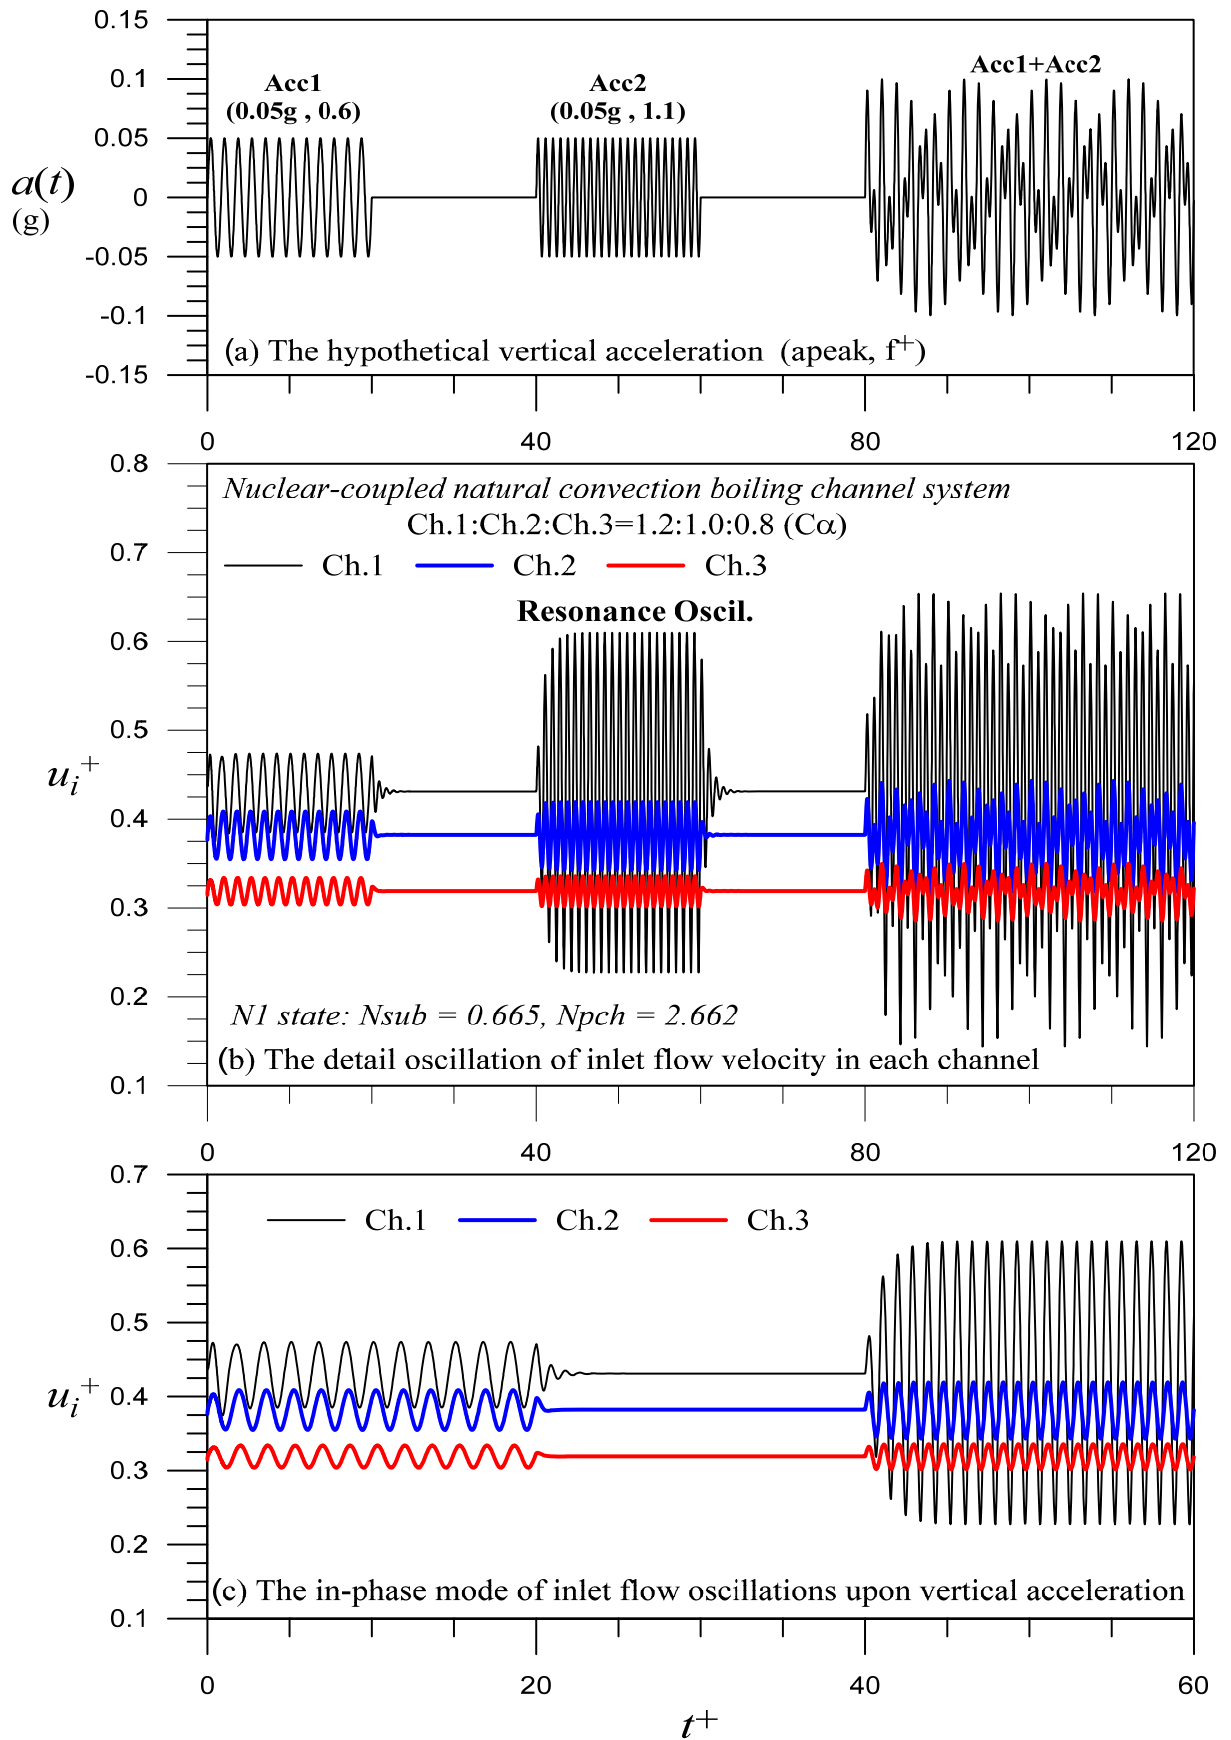 0.15
0.1
0.05
0
-0.05
-0.1
-0.15
a(t)
(g)
Acc1
(0.05g , 0.6)
Acc2
(0.05g , 1.1)
Acc1+Acc2
(a) The hypothetical vertical acceleration (apeak, f⁺)
0 40 80 120
0.8
0.7
0.6
0.5
0.4
0.3
0.2
0.1
uᵢ⁺
Nuclear-coupled natural convection boiling channel system
Ch.1:Ch.2:Ch.3=1.2:1.0:0.8 (Cα)
Ch.1 Ch.2 Ch.3
Resonance Oscil.
N1 state: Nsub = 0.665, Npch = 2.662
(b) The detail oscillation of inlet flow velocity in each channel
0 40 80 120
0.7
0.6
0.5
0.4
0.3
0.2
0.1
uᵢ⁺
Ch.1 Ch.2 Ch.3
(c) The in-phase mode of inlet flow oscillations upon vertical acceleration
0 20 40 60
t⁺